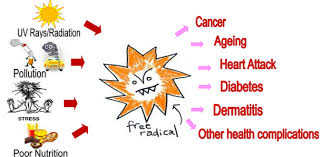 UV Rays/Radiation
Pollution
STRESS
Poor Nutrition
free
radical
Cancer
Ageing
Heart Attack
Diabetes
Dermatitis
Other health complications